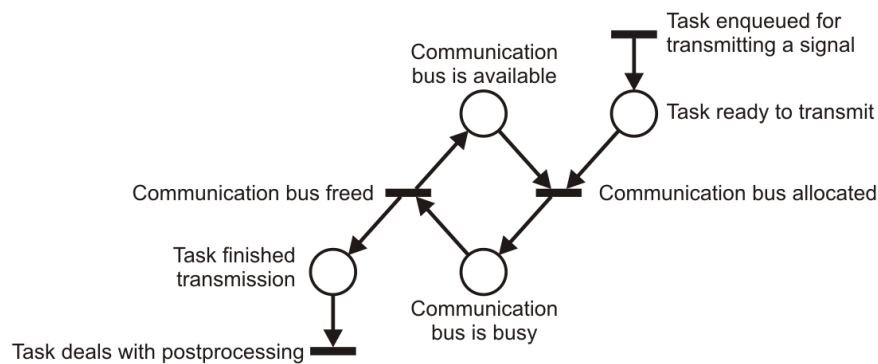 Task enqueued for
transmitting a signal
Communication
bus is available
Task ready to transmit
Communication bus freed
Communication bus allocated
Task finished
transmission
Communication
bus is busy
Task deals with postprocessing